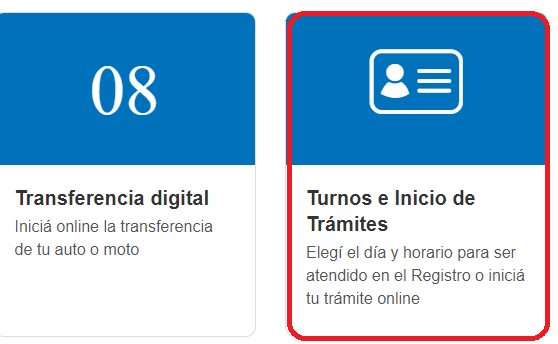 08
Transferencia digital
Iniciá online la transferencia
de tu auto o moto
Turnos e Inicio de
Trámites
Elegí el día y horario para ser
atendido en el Registro o iniciá
tu trámite online